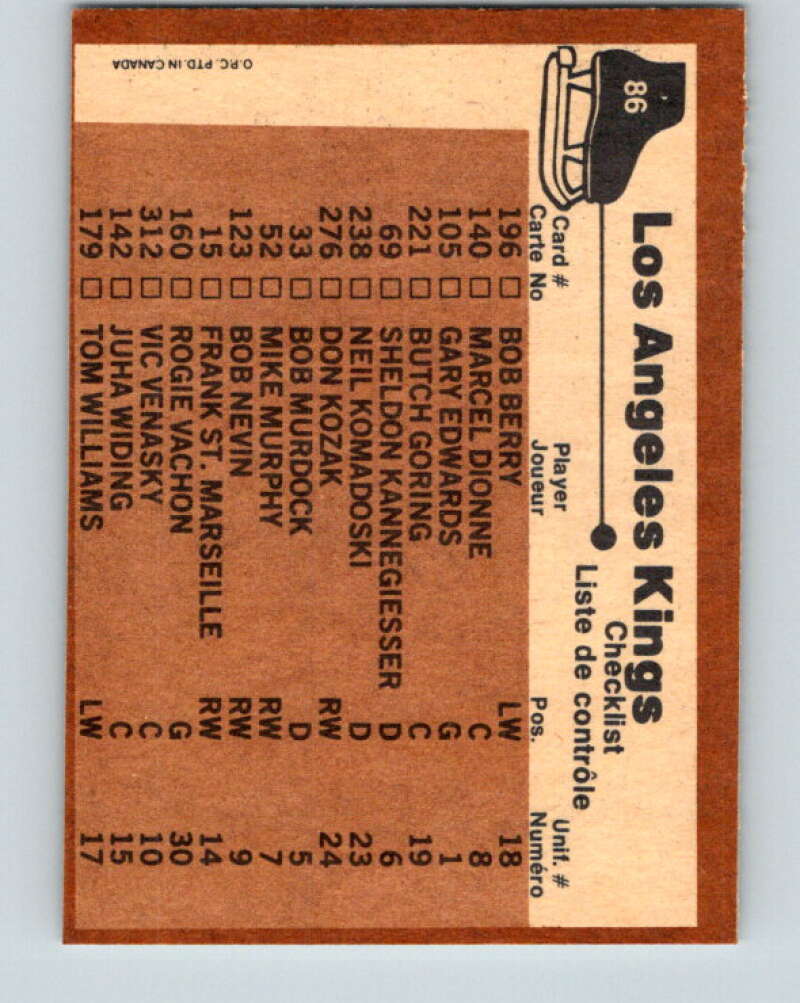 86
Los Angeles Kings
Checklist
Liste de contrôle
Card # Player Pos. Unif. #
Carte No Joueur Numéro
196 □ BOB BERRY LW 18
140 □ MARCEL DIONNE C 8
105 □ GARY EDWARDS G 1
221 □ BUTCH GORING C 19
69 □ SHELDON KANNEGIESSER D 6
238 □ NEIL KOMADOSKI D 23
276 □ DON KOZAK RW 24
33 □ BOB MURDOCK D 5
52 □ MIKE MURPHY RW 7
123 □ BOB NEVIN RW 9
15 □ FRANK ST. MARSEILLE RW 14
160 □ ROGIE VACHON G 30
312 □ VIC VENASKY C 10
142 □ JUHA WIDING C 15
179 □ TOM WILLIAMS LW 17
O.P.C. PTD. IN CANADA